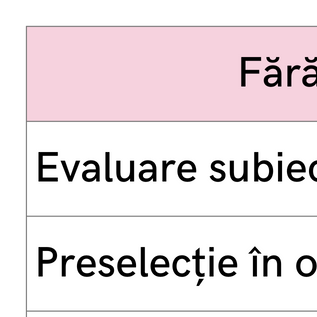 Fără
Evaluare subiec
Preselecție în o